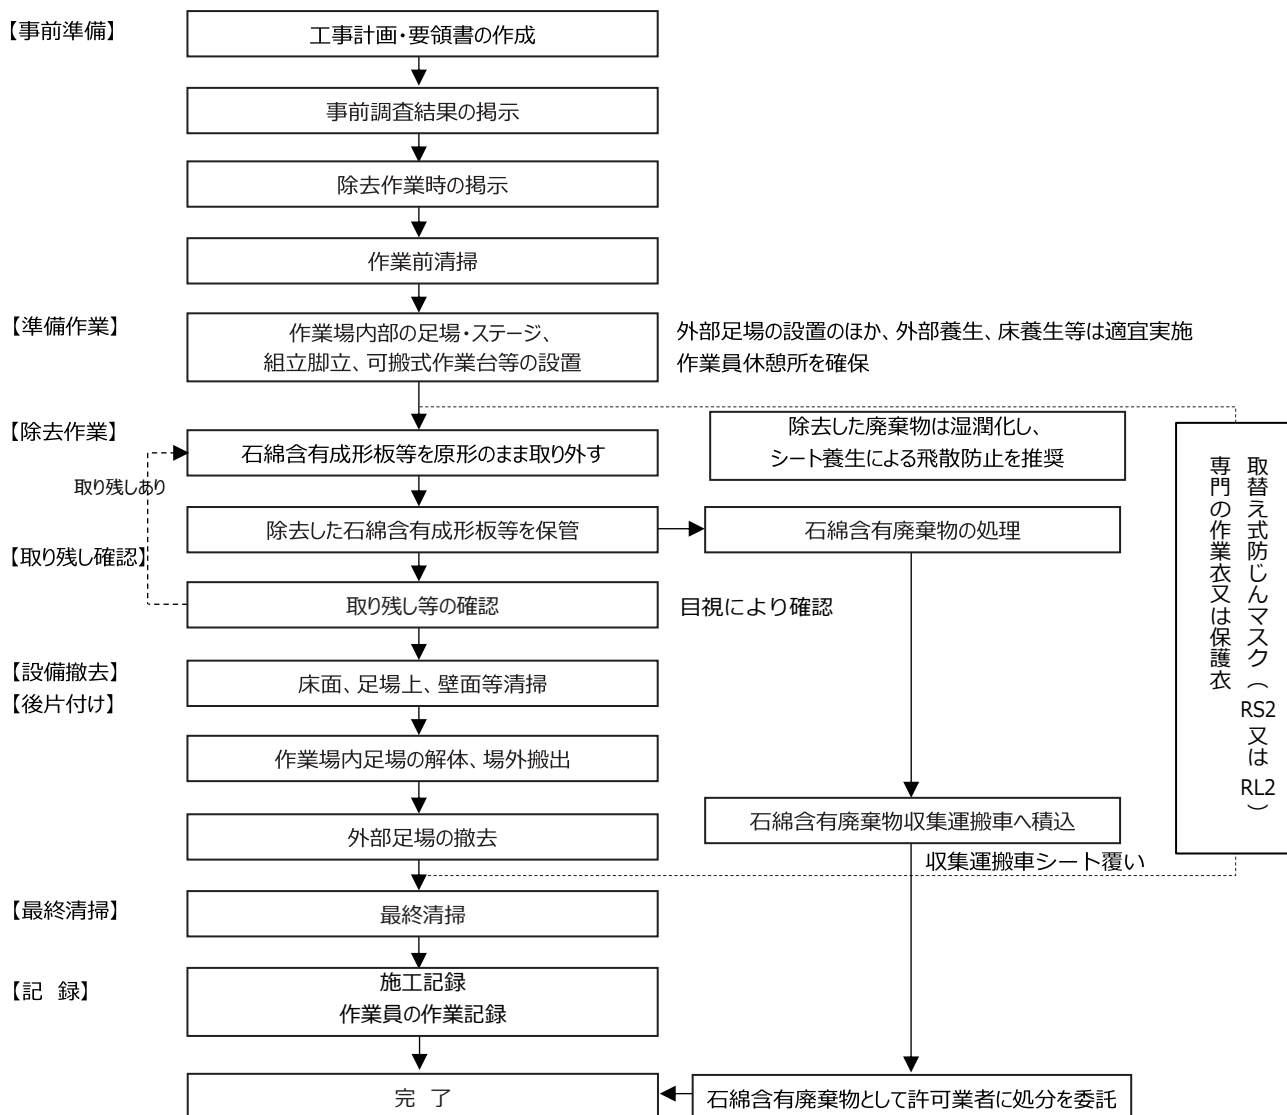 【事前準備】
工事計画・要領書の作成
事前調査結果の掲示
除去作業時の掲示
作業前清掃
【準備作業】
作業場内部の足場・ステージ、
組立脚立、可搬式作業台等の設置
外部足場の設置のほか、外部養生、床養生等は適宜実施
作業員休憩所を確保
【除去作業】
石綿含有成形板等を原形のまま取り外す
除去した廃棄物は湿潤化し、
シート養生による飛散防止を推奨
取替え式防じんマスク（RS2又はRL2）
専門の作業衣又は保護衣
取り残しあり
除去した石綿含有成形板等を保管
石綿含有廃棄物の処理
【取り残し確認】
取り残し等の確認
目視により確認
【設備撤去】
【後片付け】
床面、足場上、壁面等清掃
作業場内足場の解体、場外搬出
外部足場の撤去
石綿含有廃棄物収集運搬車へ積込
収集運搬車シート覆い
【最終清掃】
最終清掃
【記　録】
施工記録
作業員の作業記録
完　了
石綿含有廃棄物として許可業者に処分を委託